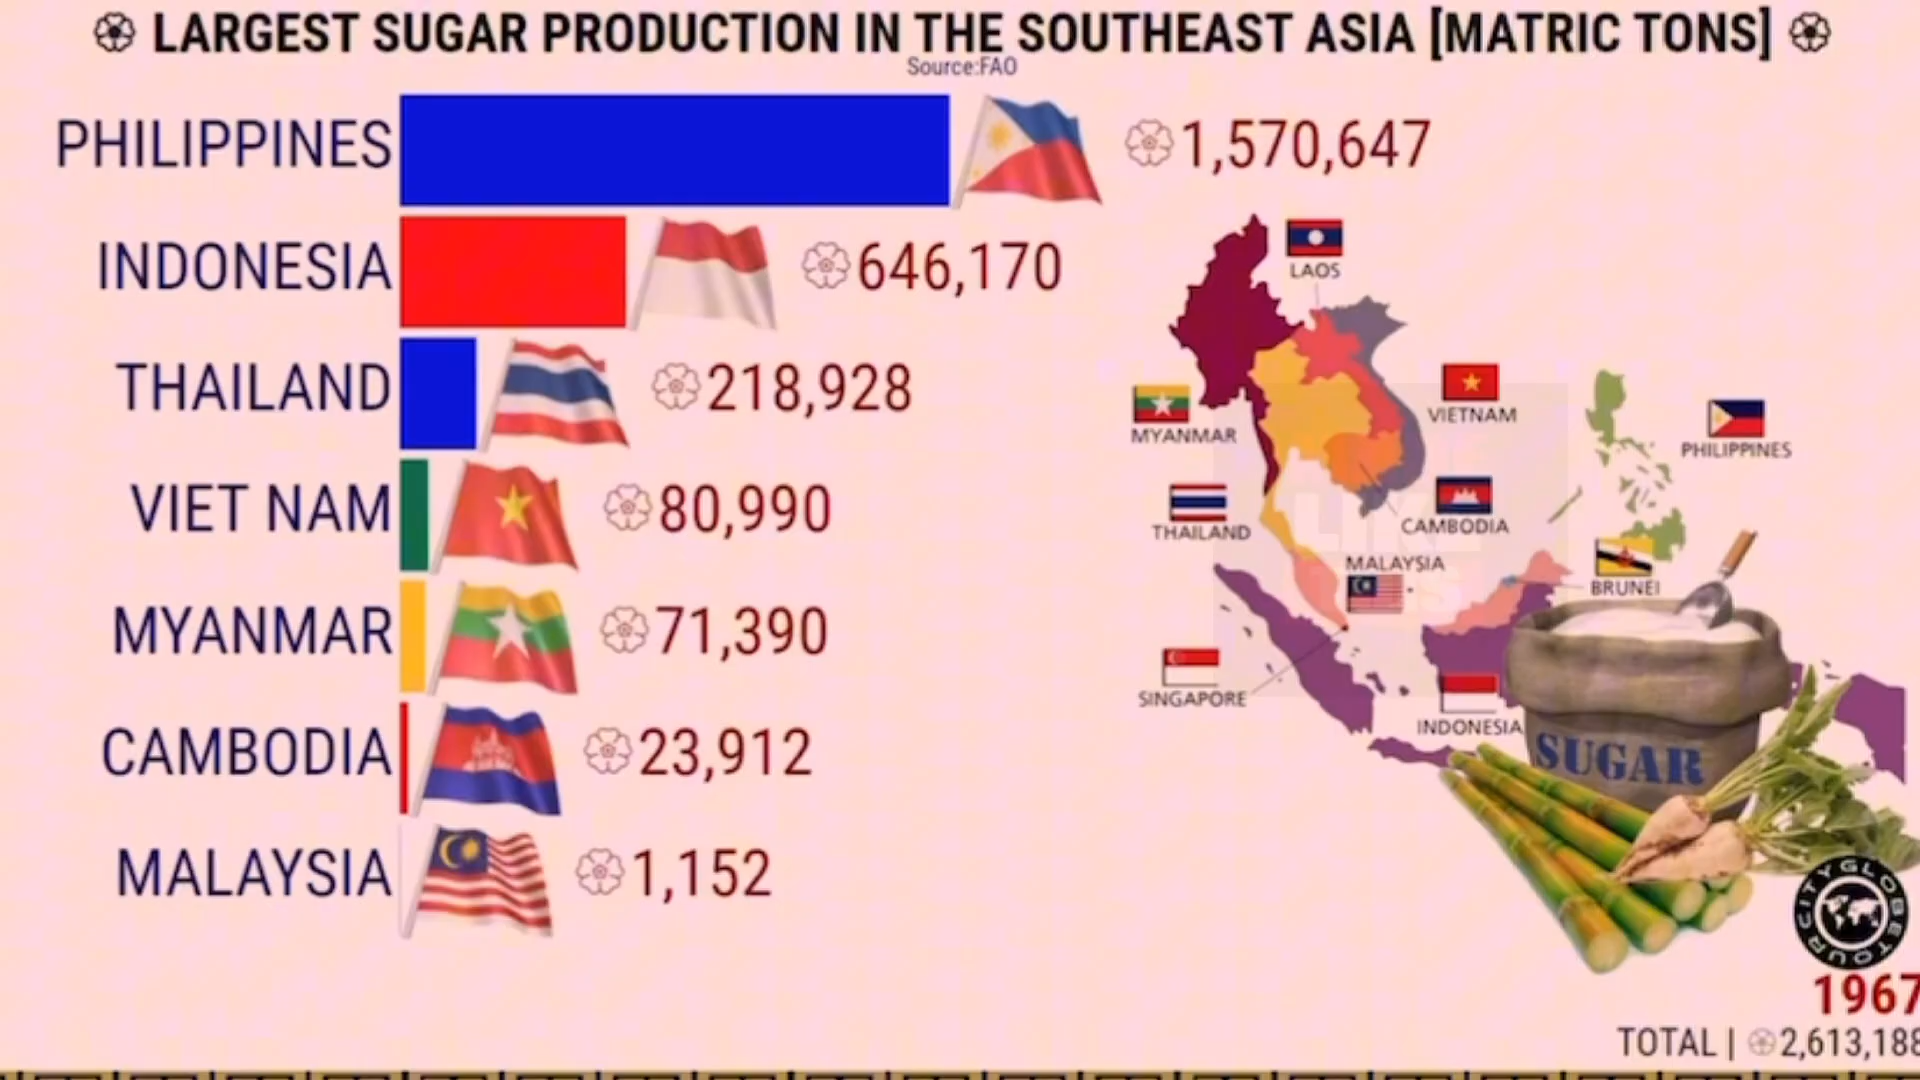 LARGEST SUGAR PRODUCTION IN THE SOUTHEAST ASIA [MATRIC TONS]
Source:FAO
PHILIPPINES 1,570,647
INDONESIA 646,170
THAILAND 218,928
VIET NAM 80,990
MYANMAR 71,390
CAMBODIA 23,912
MALAYSIA 1,152
LAOS
VIETNAM
MYANMAR
PHILIPPINES
THAILAND
CAMBODIA
MALAYSIA
BRUNEI
SINGAPORE
INDONESIA
SUGAR
CITY GLOBE TOUR
1967
TOTAL | 2,613,188